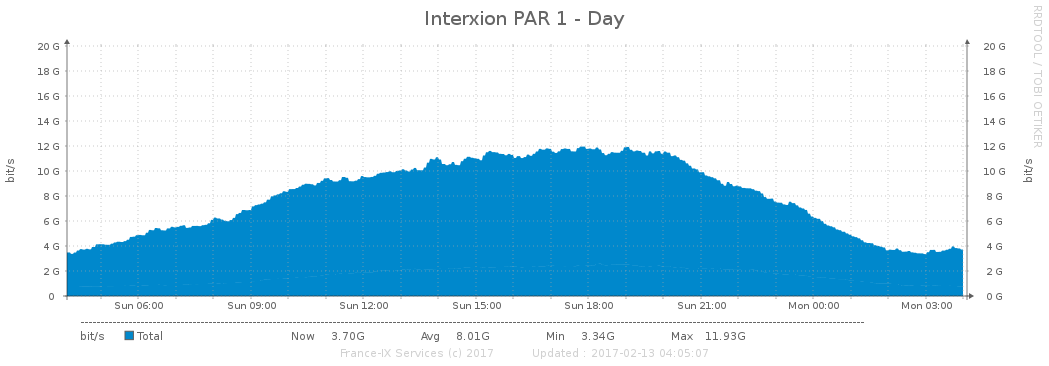 Interxion PAR 1 - Day
RRDTOOL / TOBI OETIKER
20 G 20 G
18 G 18 G
16 G 16 G
14 G 14 G
12 G 12 G
10 G 10 G
8 G 8 G
6 G 6 G
4 G 4 G
2 G 2 G
0 0 G
bit/s
bit/s
Sun 06:00 Sun 09:00 Sun 12:00 Sun 15:00 Sun 18:00 Sun 21:00 Mon 00:00 Mon 03:00
bit/s Total Now 3.70G Avg 8.01G Min 3.34G Max 11.93G
France-IX Services (c) 2017 Updated : 2017-02-13 04:05:07